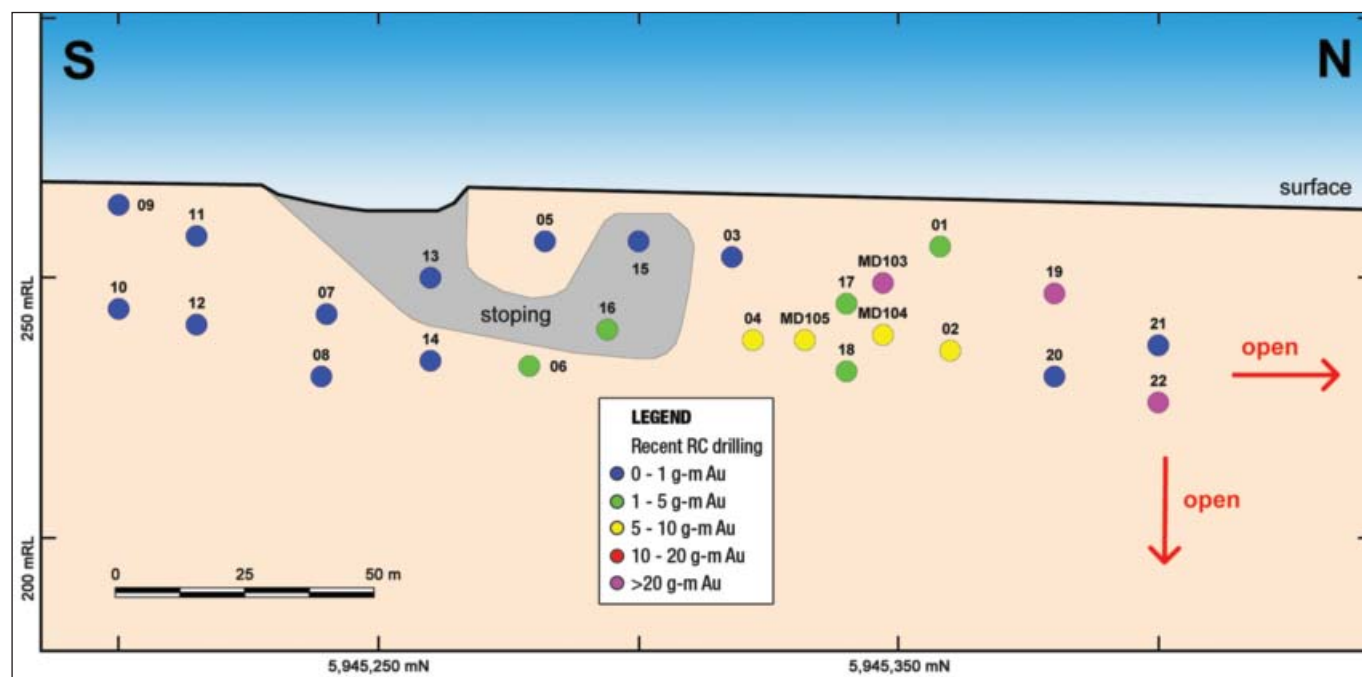 S
N
surface
09
11
05
03
01
13
15
MD103
19
10
12
07
17
16
MD104
stoping
04
MD105
02
21
open
08
14
06
18
20
22
250 mRL
LEGEND
Recent RC drilling
0 - 1 g-m Au
1 - 5 g-m Au
5 - 10 g-m Au
10 - 20 g-m Au
>20 g-m Au
open
200 mRL
0 25 50 m
5,945,250 mN
5,945,350 mN